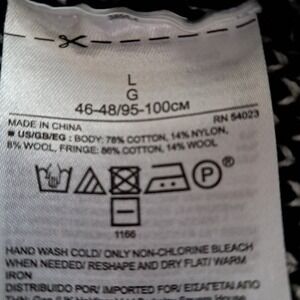 L
G
46-48/95-100CM
MADE IN CHINA RN 54023
■ US/GB/EG : BODY: 78% COTTON, 14% NYLON,
8% WOOL, FRINGE: 86% COTTON, 14% WOOL
P ®
1166
HAND WASH COLD/ ONLY NON-CHLORINE BLEACH
WHEN NEEDED/ RESHAPE AND DRY FLAT/ WARM
IRON
DISTRIBUIDO POR/ IMPORTED BY/ ΕΙΣΑΓΕΤΑΙ ΑΠΟ